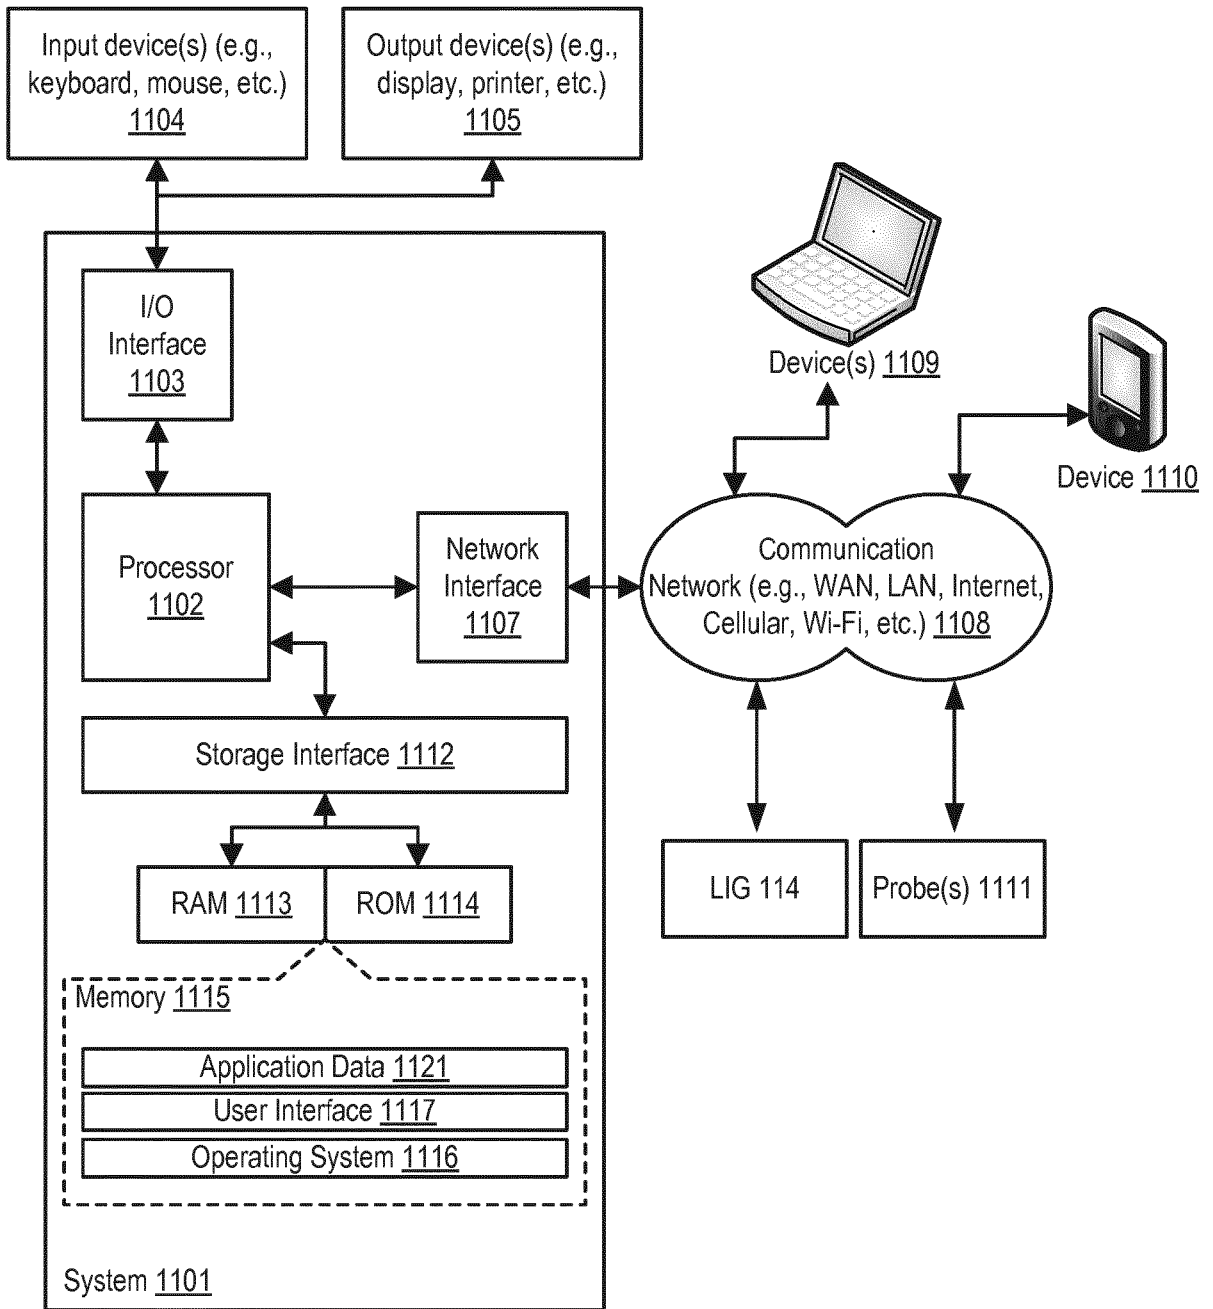 Input device(s) (e.g.,
keyboard, mouse, etc.)
1104
Output device(s) (e.g.,
display, printer, etc.)
1105
I/O
Interface
1103
Device(s) 1109
Device 1110
Processor
1102
Network
Interface
1107
Communication
Network (e.g., WAN, LAN, Internet,
Cellular, Wi-Fi, etc.) 1108
Storage Interface 1112
RAM 1113
ROM 1114
LIG 114
Probe(s) 1111
Memory 1115
Application Data 1121
User Interface 1117
Operating System 1116
System 1101